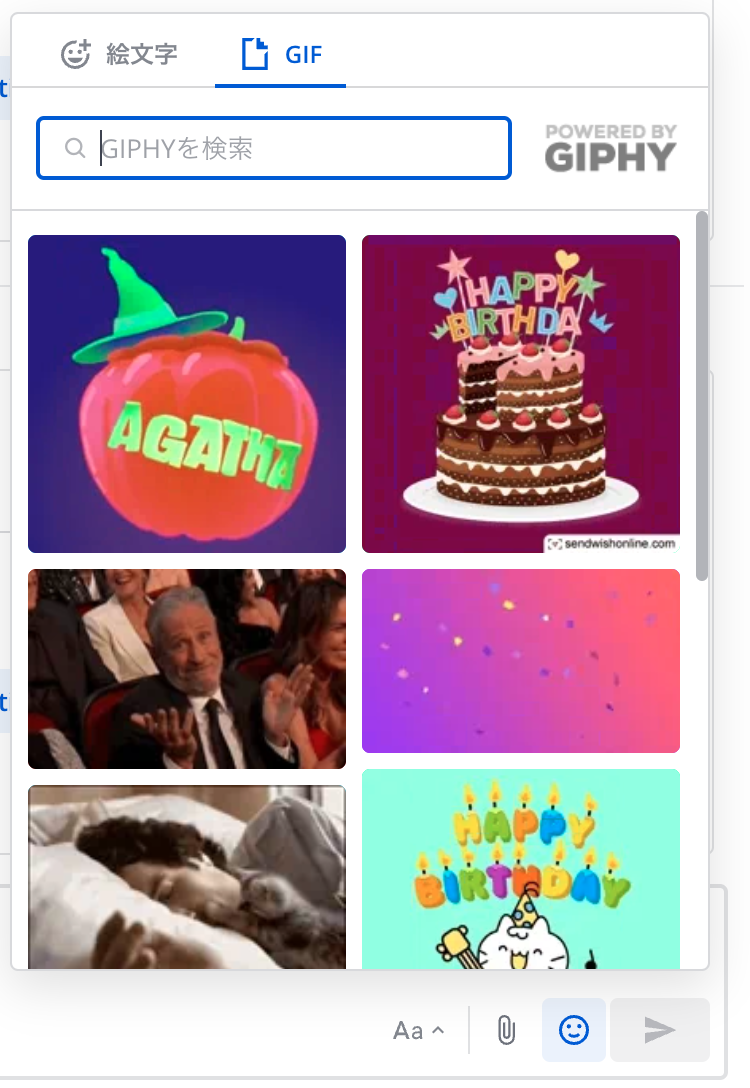 絵文字
GIF
GIPHYを検索
POWERED BY
GIPHY
AGATHA
HAPPY
BIRTHDA
sendwishonline.com
HAPPY
BIRTHDAY
Aa
t
t